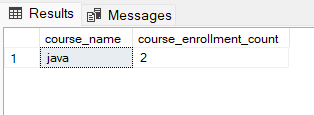 Results Messages
course_name course_enrollment_count
1 java 2